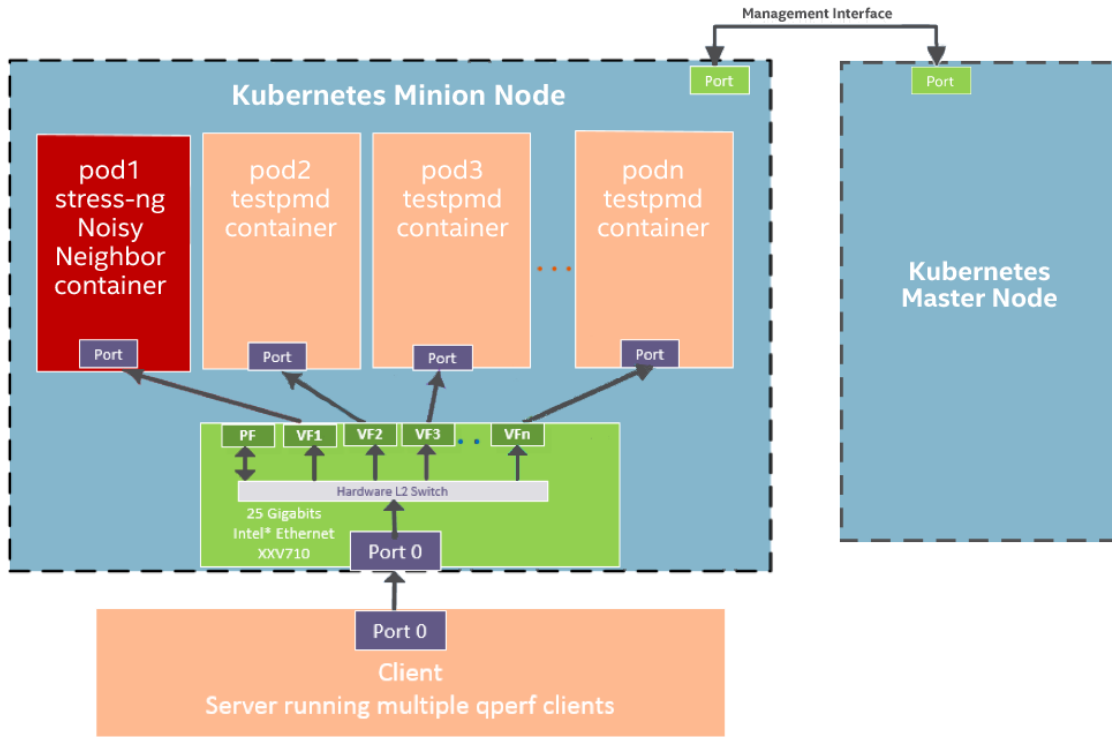 Management Interface
Port
Port
Kubernetes Minion Node
pod1
stress-ng
Noisy
Neighbor
container
Port
pod2
testpmd
container
Port
pod3
testpmd
container
Port
podn
testpmd
container
Port
Kubernetes
Master Node
PF
VF1
VF2
VF3
VFn
Hardware L2 Switch
25 Gigabits
Intel® Ethernet
XXV710
Port 0
Port 0
Client
Server running multiple qperf clients